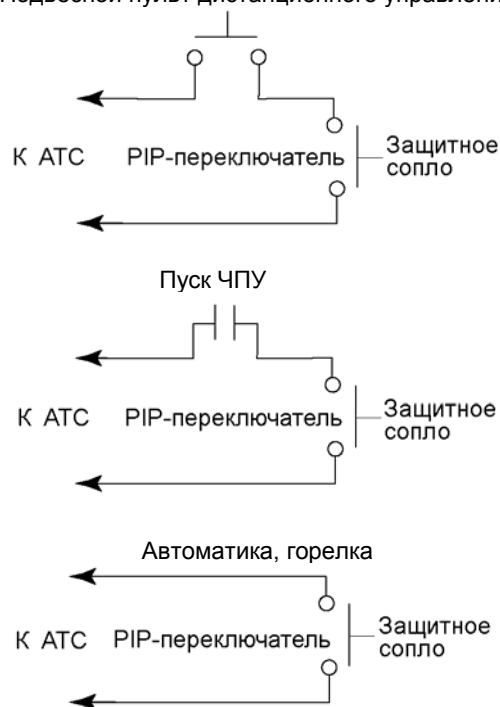 Подвесной пульт дистанционного управлени
К АТС PIP-переключатель Защитное
сопло
Пуск ЧПУ
К АТС PIP-переключатель Защитное
сопло
Автоматика, горелка
К АТС PIP-переключатель Защитное
сопло